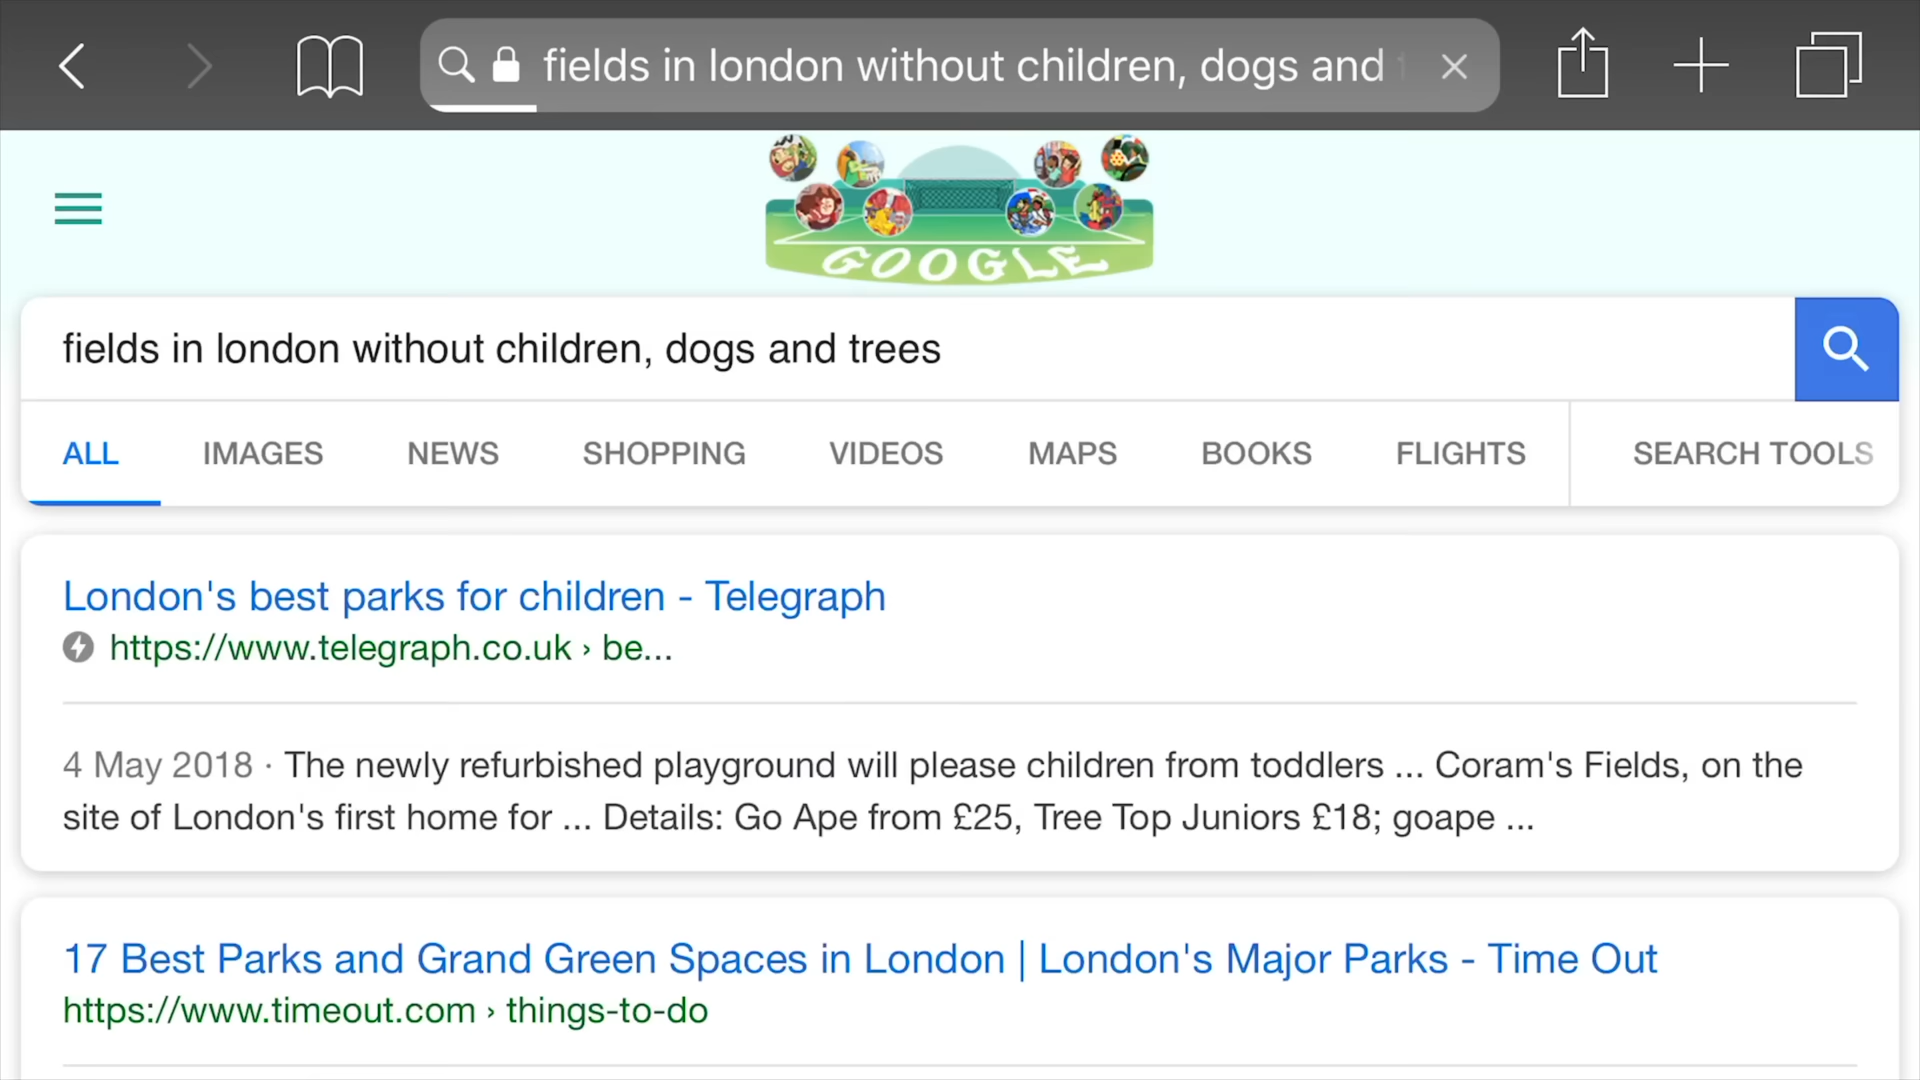 fields in london without children, dogs and
GOOGLE
fields in london without children, dogs and trees
ALL IMAGES NEWS SHOPPING VIDEOS MAPS BOOKS FLIGHTS SEARCH TOOLS
London's best parks for children - Telegraph
https://www.telegraph.co.uk › be...
4 May 2018 · The newly refurbished playground will please children from toddlers ... Coram's Fields, on the
site of London's first home for ... Details: Go Ape from £25, Tree Top Juniors £18; goape ...
17 Best Parks and Grand Green Spaces in London | London's Major Parks - Time Out
https://www.timeout.com › things-to-do